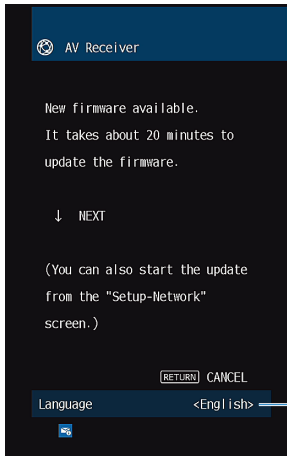 AV Receiver
New firmware available.
It takes about 20 minutes to
update the firmware.
↓ NEXT
(You can also start the update
from the "Setup-Network"
screen.)
RETURN CANCEL
Language <English>